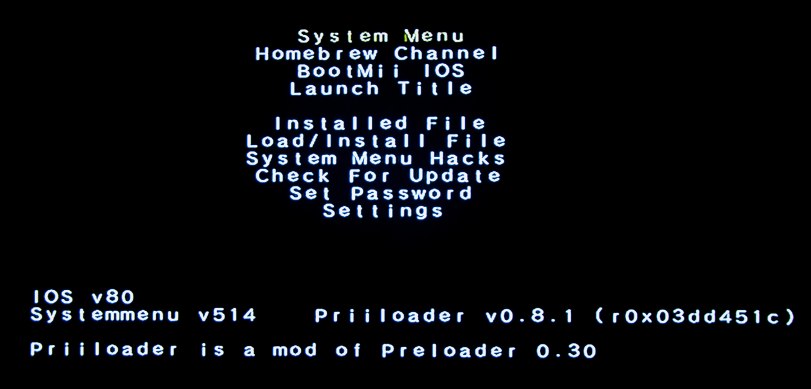 System Menu
Homebrew Channel
BootMii IOS
Launch Title
Installed File
Load/Install File
System Menu Hacks
Check For Update
Set Password
Settings
IOS v80
Systemmenu v514 Priiloader v0.8.1 (r0x03dd451c)
Priiloader is a mod of Preloader 0.30